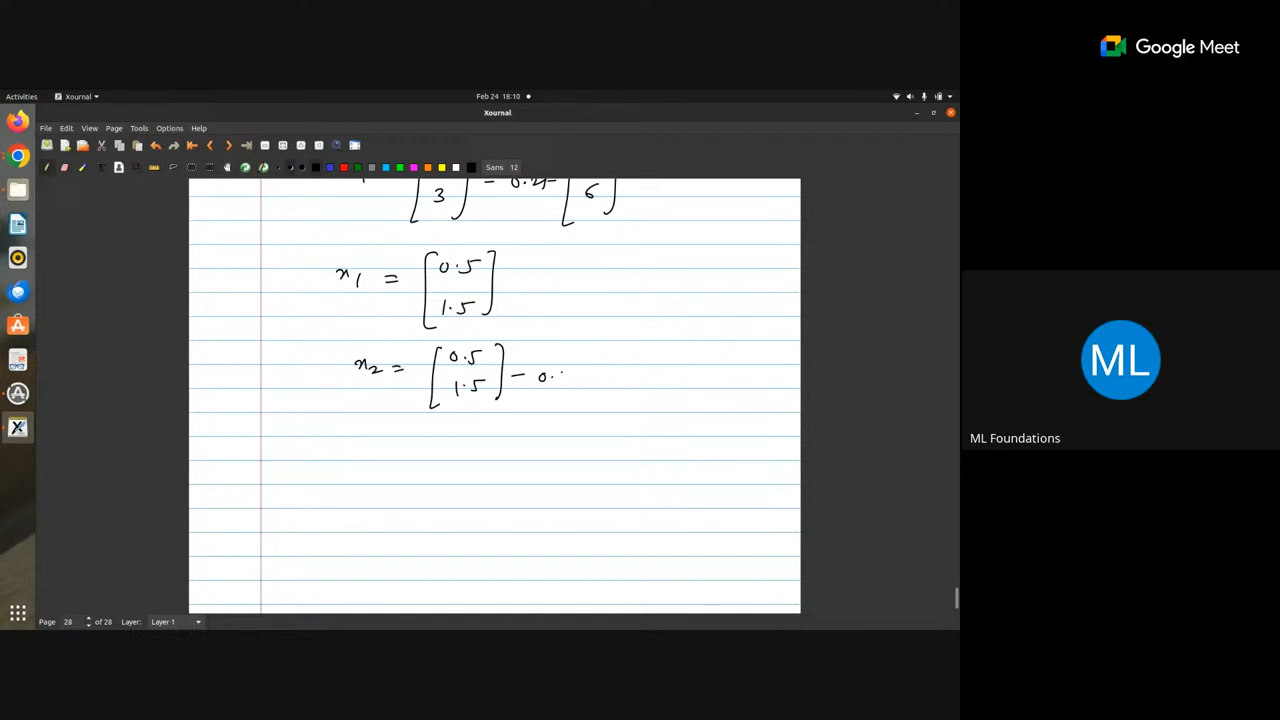 Google Meet
Activities Xournal Feb 24 18:10
Xournal
File Edit View Page Tools Options Help
Sans 12
3 - 0.25 6
x1 = 0.5
1.5
x2 = 0.5
1.5 - 0.
ML
ML Foundations
Page 28 of 28 Layer: Layer 1